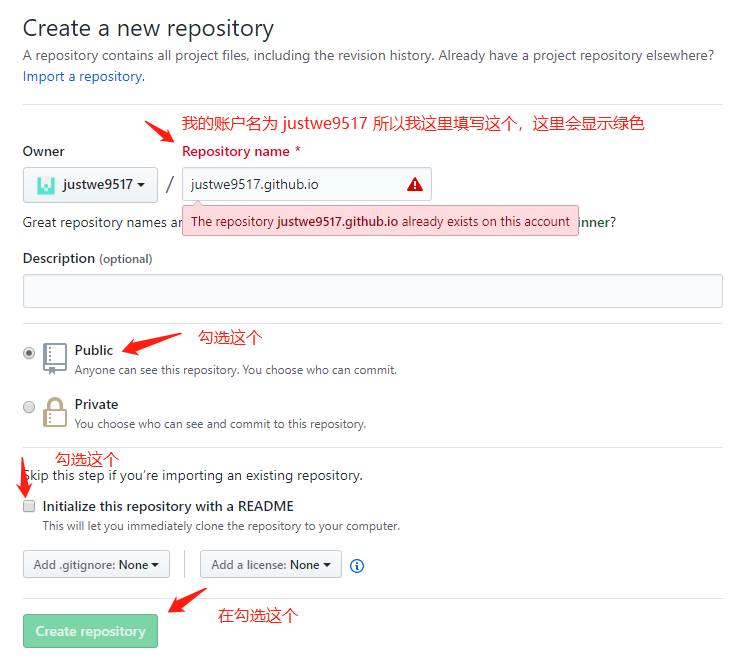 Create a new repository
A repository contains all project files, including the revision history. Already have a project repository elsewhere?
Import a repository.
我的账户名为 justwe9517 所以我这里填写这个，这里会显示绿色
Owner
Repository name *
justwe9517
/
justwe9517.github.io
Great repository names ar
inner?
The repository justwe9517.github.io already exists on this account
Description (optional)
勾选这个
Public
Anyone can see this repository. You choose who can commit.
Private
You choose who can see and commit to this repository.
勾选这个
Skip this step if you’re importing an existing repository.
Initialize this repository with a README
This will let you immediately clone the repository to your computer.
Add .gitignore: None
Add a license: None
在勾选这个
Create repository